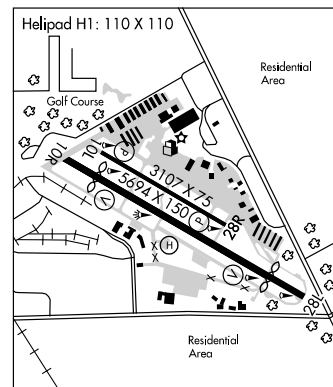 Helipad H1: 110 X 110
Residential
Area
Golf Course
10R
10L
P
3107 X 75
5694 X 150
V
P
28R
H
V
28L
Residential
Area